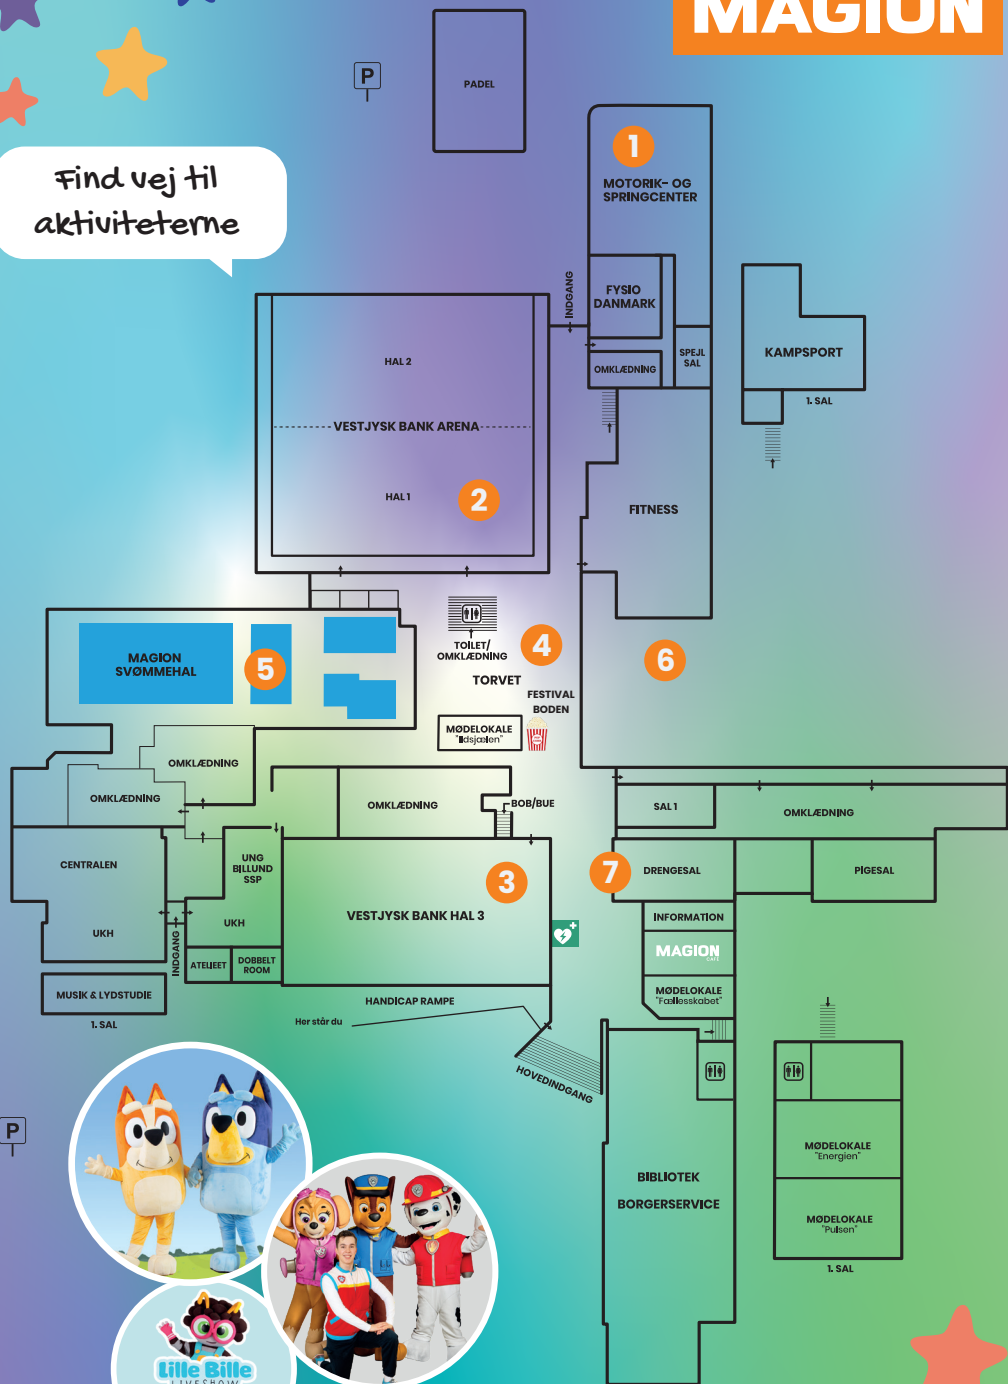 MAGION
P
PADEL
Find vej til
aktiviteterne
1
MOTORIK- OG
SPRINGCENTER
INDGANG
FYSIO
DANMARK
OMKLÆDNING
SPEJL
SAL
KAMPSPORT
1. SAL
HAL 2
VESTJYSK BANK ARENA
HAL 1
2
FITNESS
TOILET/
OMKLÆDNING
4
TORVET
FESTIVAL
BODEN
MØDELOKALE
"Ildsjælen"
6
MAGION
SVØMMEHAL
5
OMKLÆDNING
OMKLÆDNING
OMKLÆDNING
BOB/BUE
SAL 1
OMKLÆDNING
CENTRALEN
UKH
UNG
BILLUND
SSP
UKH
INDGANG
ATELIEET
DOBBELT
ROOM
3
VESTJYSK BANK HAL 3
7
DRENGESAL
PIGESAL
INFORMATION
MAGION
CAFE
MØDELOKALE
"Fællesskabet"
MUSIK & LYDSTUDIE
1. SAL
HANDICAP RAMPE
Her står du
HOVEDINDGANG
P
BIBLIOTEK
BORGERSERVICE
MØDELOKALE
"Energien"
MØDELOKALE
"Pulsen"
1. SAL
Lille Bille
LIVESHOW